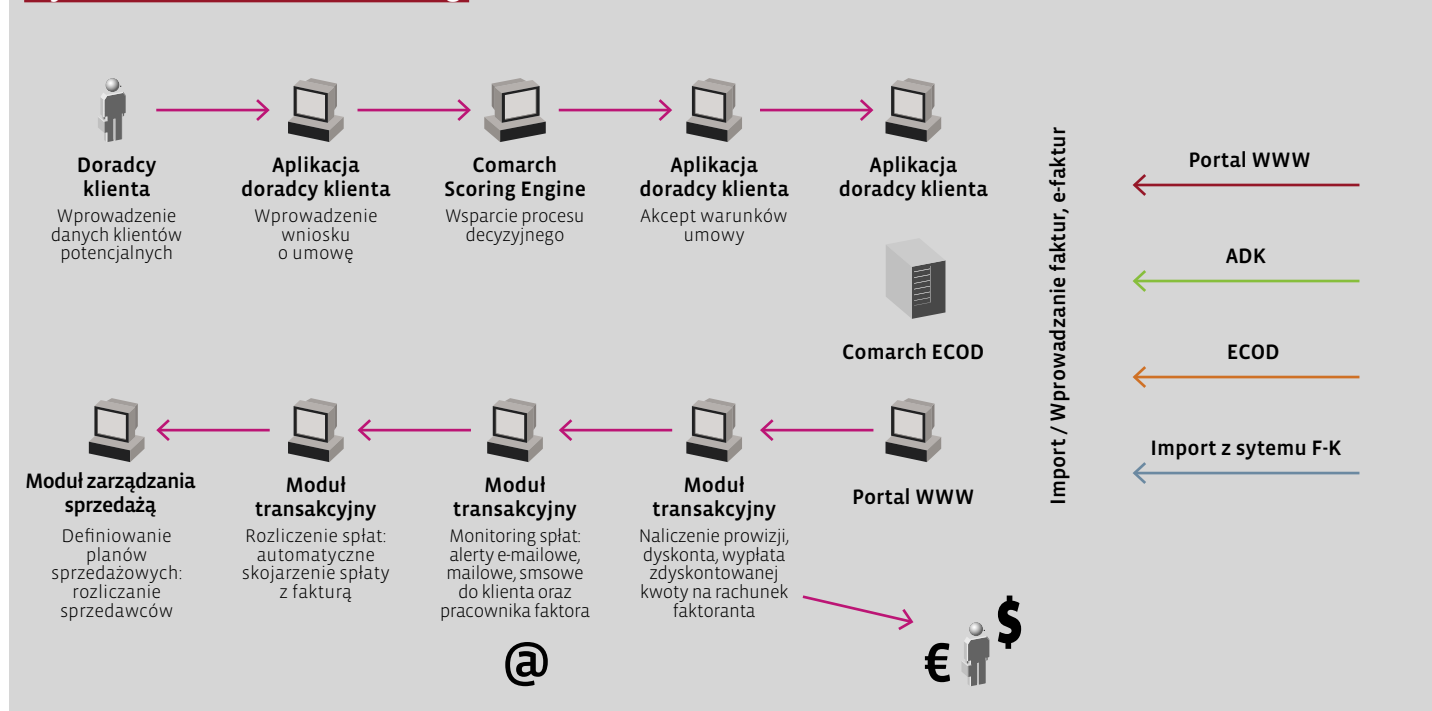 Doradcy
klienta
Wprowadzenie
danych klientów
potencjalnych
Aplikacja
doradcy klienta
Wprowadzenie
wniosku
o umowę
Comarch
Scoring Engine
Wsparcie procesu
decyzyjnego
Aplikacja
doradcy klienta
Akcept warunków
umowy
Aplikacja
doradcy klienta
Comarch ECOD
Import / Wprowadzanie faktur, e-faktur
Portal WWW
ADK
ECOD
Import z sytemu F-K
Moduł zarządzania
sprzedażą
Definiowanie
planów
sprzedażowych:
rozliczanie
sprzedawców
Moduł
transakcyjny
Rozliczenie spłat:
automatyczne
skojarzenie spłaty
z fakturą
Moduł
transakcyjny
Monitoring spłat:
alerty e-mailowe,
mailowe, smsowe
do klienta oraz
pracownika faktora
@
Moduł
transakcyjny
Naliczenie prowizji,
dyskonta, wypłata
zdyskontowanej
kwoty na rachunek
faktoranta
Portal WWW
€ $